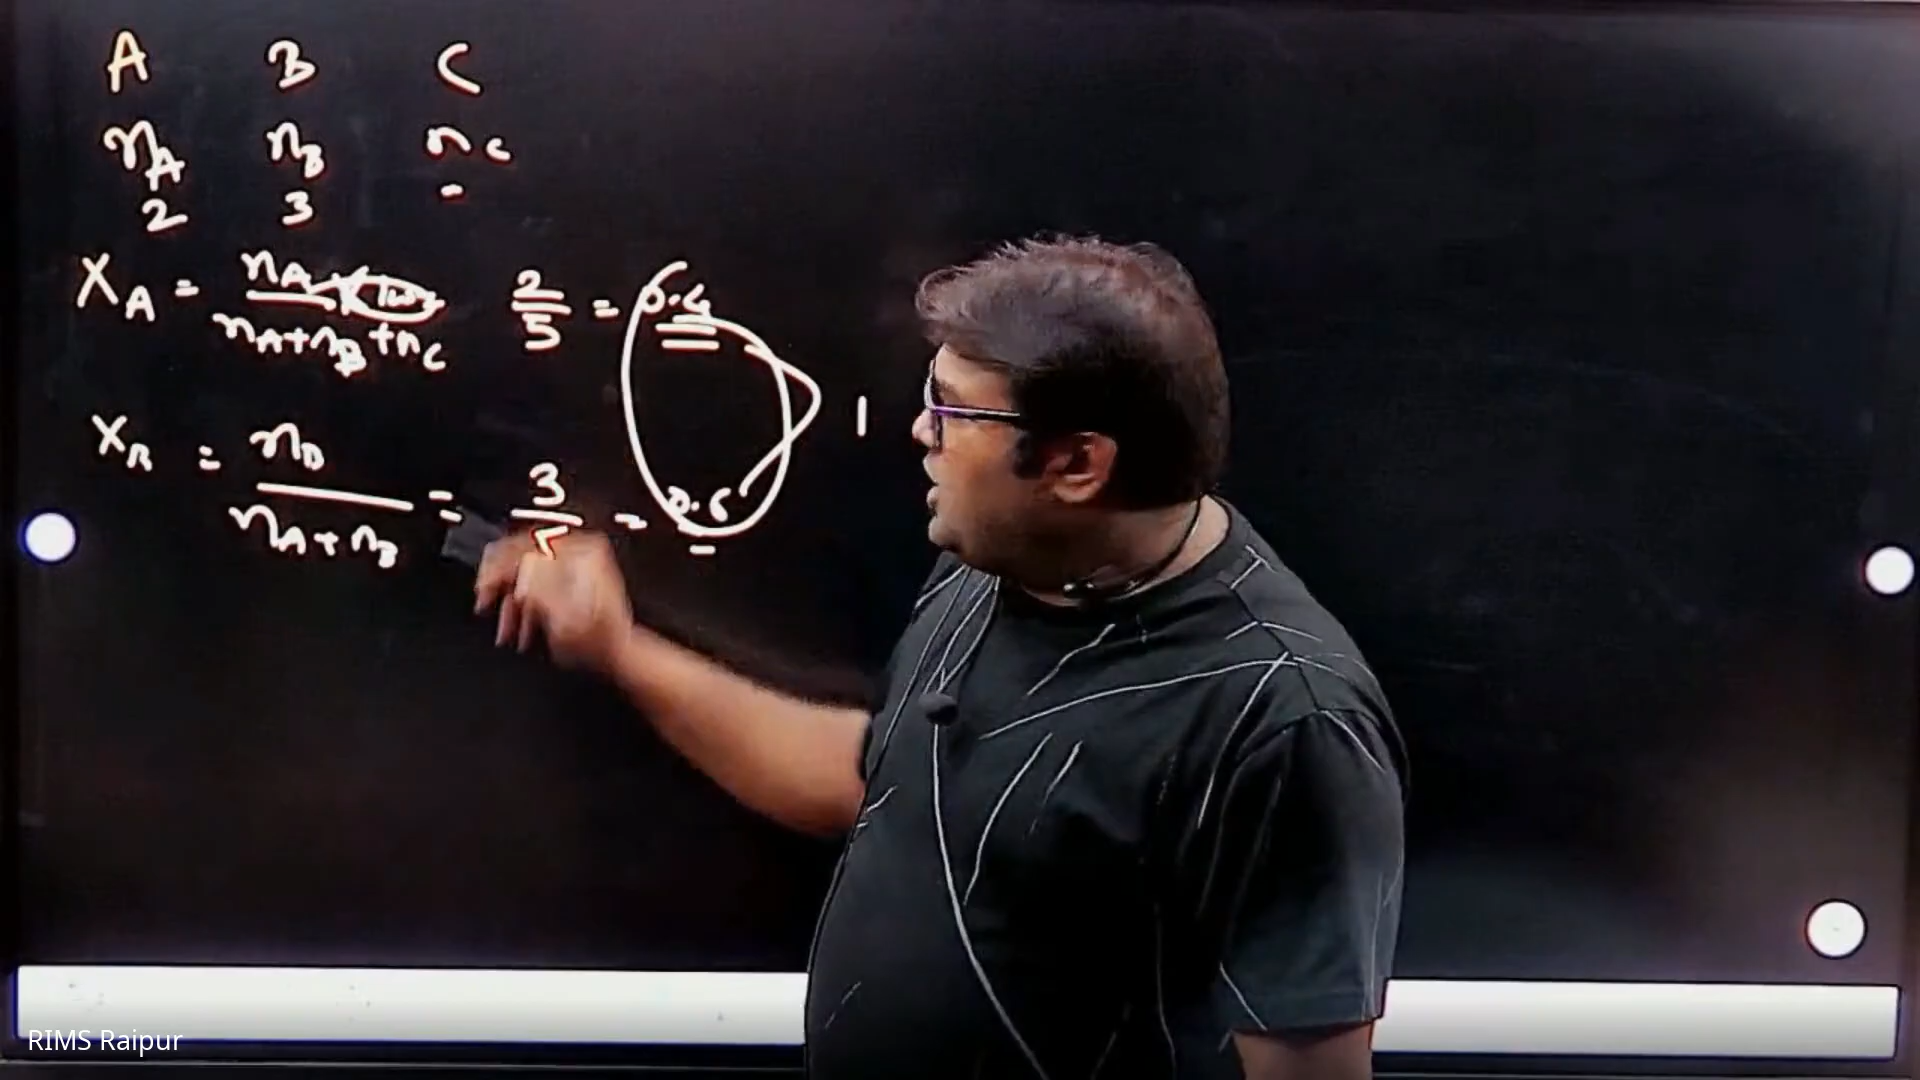 A B C
nA nB nC
2 3 -
XA = nA / nA+nB+nC 2/5 = 0.4
1
XB = nB / nA+nB = 3/5 = 0.6
RIMS Raipur